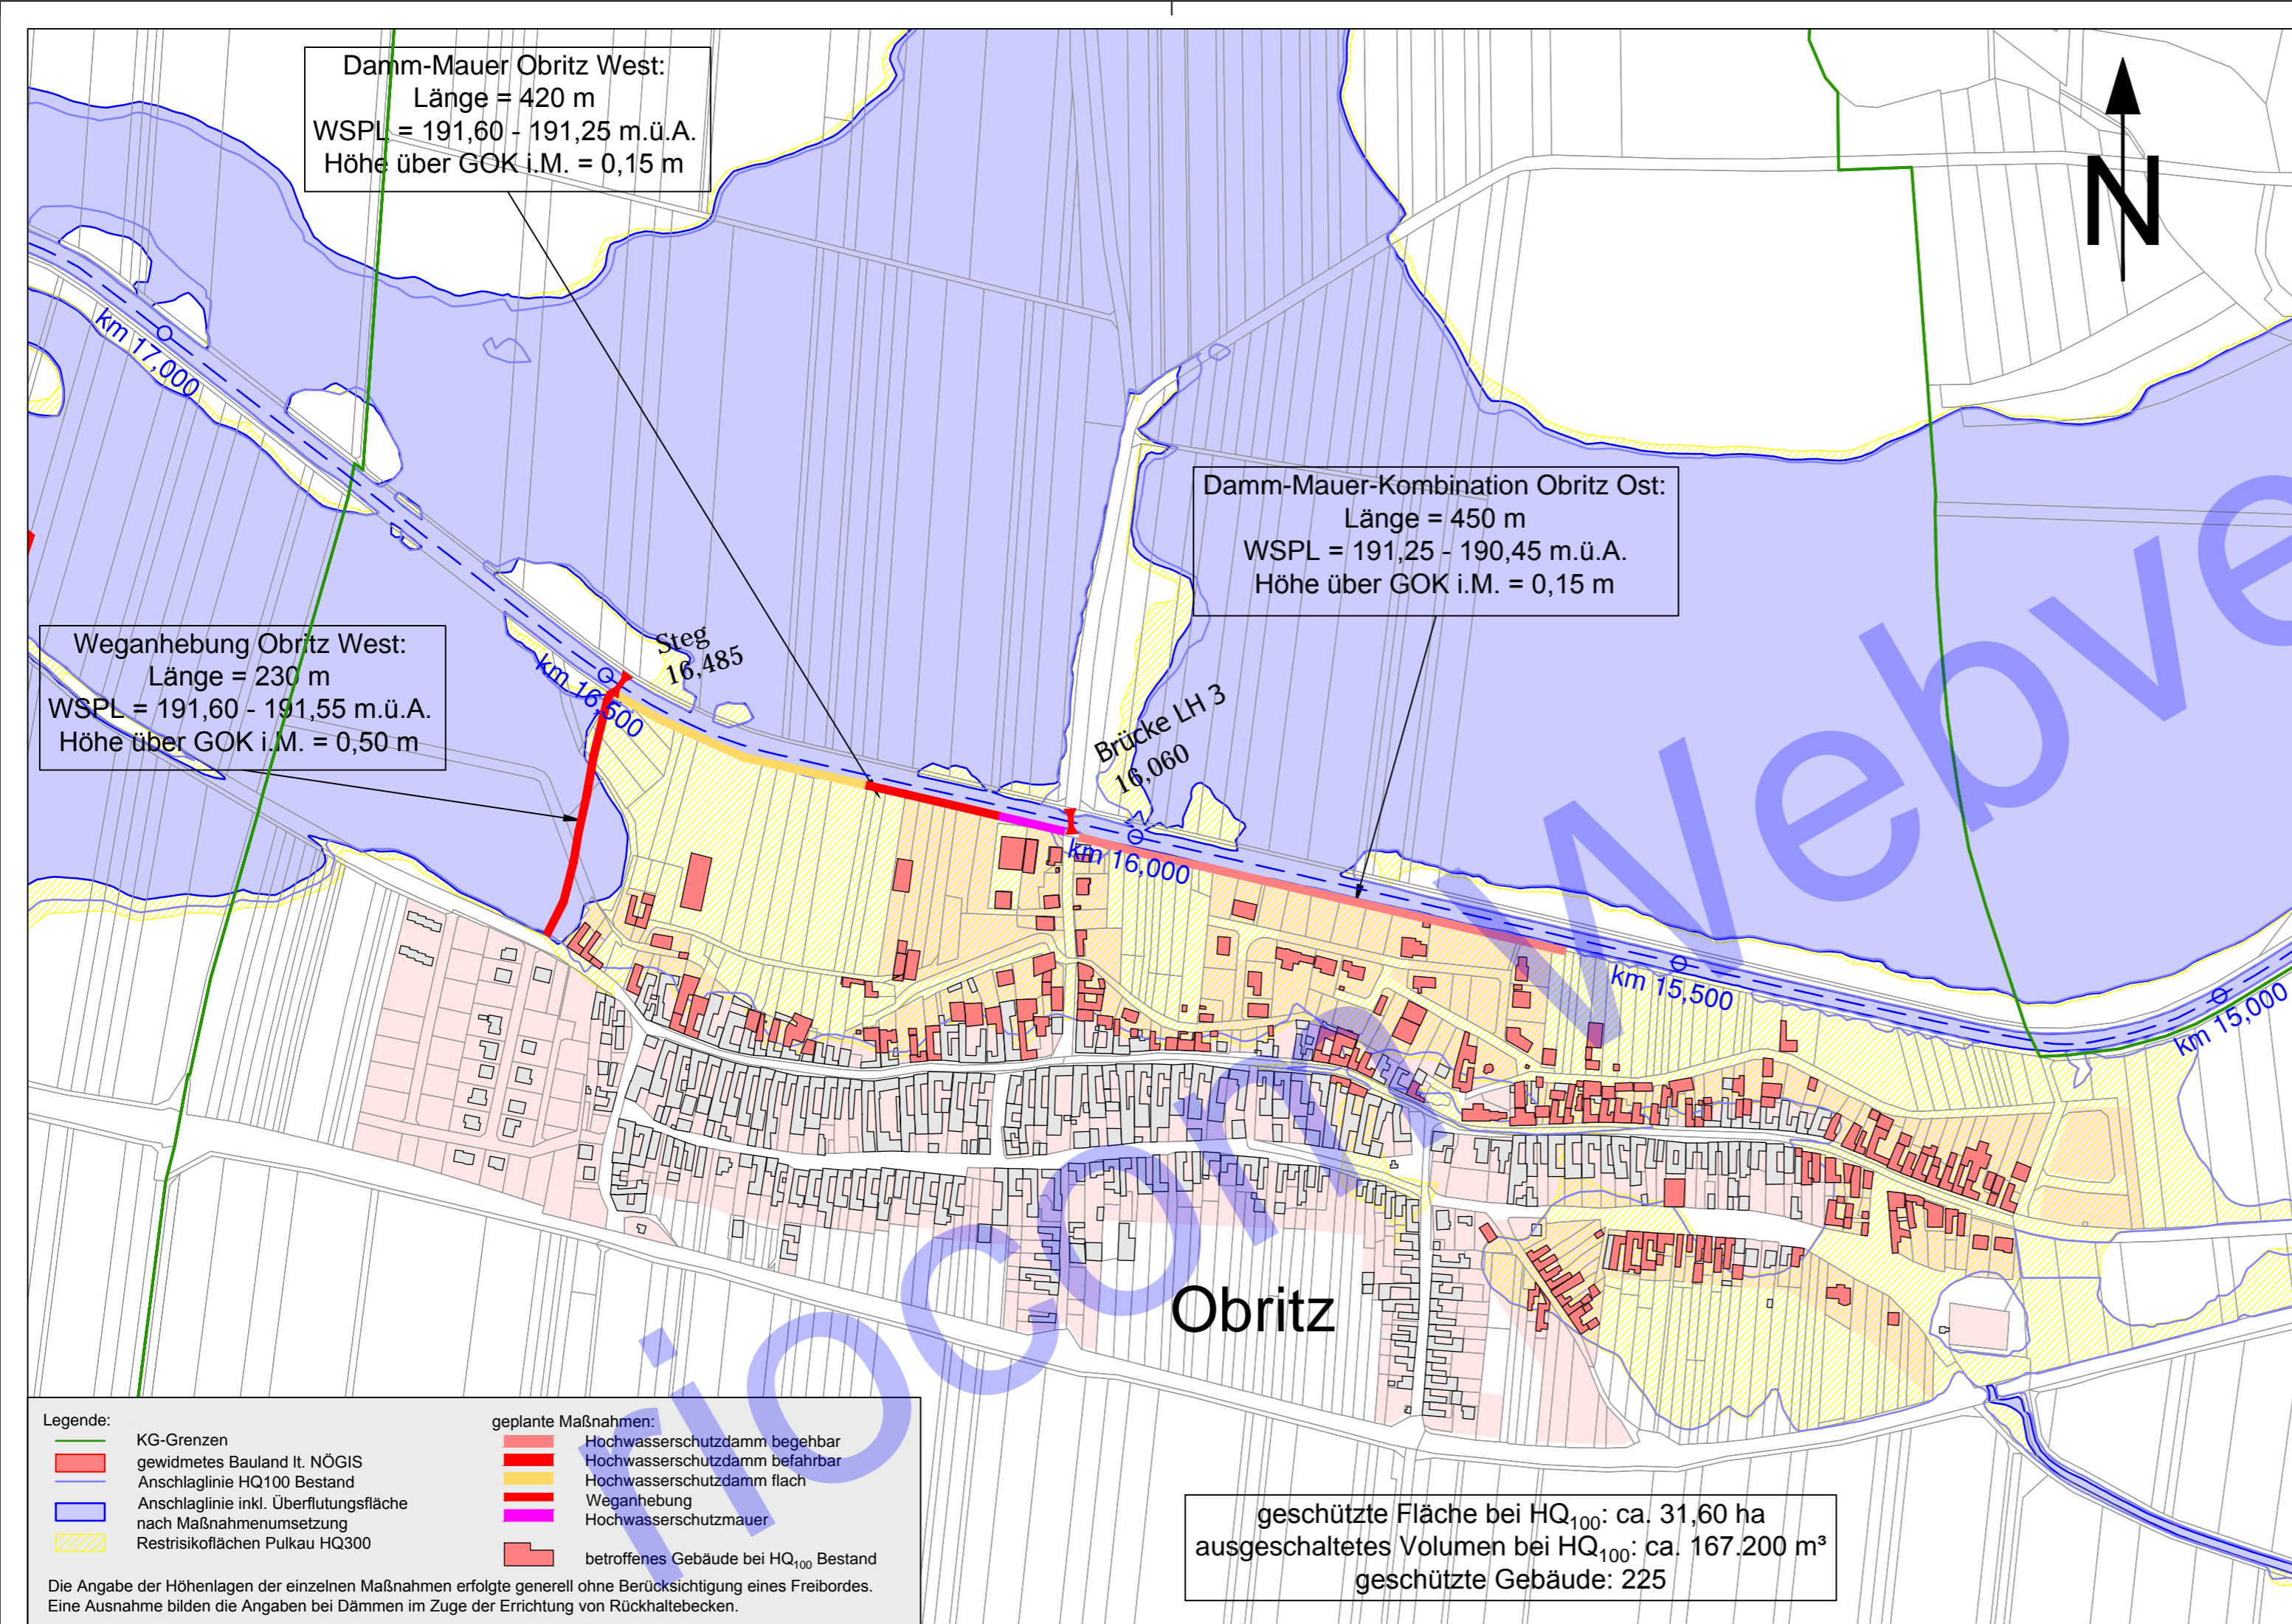 Damm-Mauer Obritz West:
Länge = 420 m
WSPL = 191,60 - 191,25 m.ü.A.
Höhe über GOK i.M. = 0,15 m
N
km 17,000
Damm-Mauer-Kombination Obritz Ost:
Länge = 450 m
WSPL = 191,25 - 190,45 m.ü.A.
Höhe über GOK i.M. = 0,15 m
Weganhebung Obritz West:
Länge = 230 m
WSPL = 191,60 - 191,55 m.ü.A.
Höhe über GOK i.M. = 0,50 m
Steg
16,485
km 16,500
Brücke LH 3
16,060
km 16,000
km 15,500
km 15,000
Obritz
riocom Webve
Legende:
KG-Grenzen
gewidmetes Bauland lt. NÖGIS
Anschlaglinie HQ100 Bestand
Anschlaglinie inkl. Überflutungsfläche
nach Maßnahmenumsetzung
Restrisikoflächen Pulkau HQ300
geplante Maßnahmen:
Hochwasserschutzdamm begehbar
Hochwasserschutzdamm befahrbar
Hochwasserschutzdamm flach
Weganhebung
Hochwasserschutzmauer
betroffenes Gebäude bei HQ100 Bestand
Die Angabe der Höhenlagen der einzelnen Maßnahmen erfolgte generell ohne Berücksichtigung eines Freibordes.
Eine Ausnahme bilden die Angaben bei Dämmen im Zuge der Errichtung von Rückhaltebecken.
geschützte Fläche bei HQ100: ca. 31,60 ha
ausgeschaltetes Volumen bei HQ100: ca. 167.200 m³
geschützte Gebäude: 225